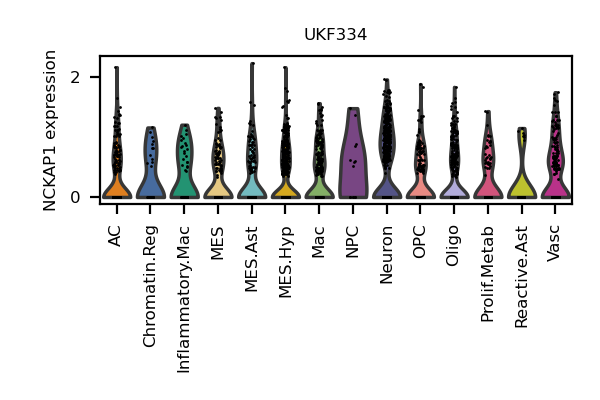 UKF334
NCKAP1 expression
2
0
AC
Chromatin.Reg
Inflammatory.Mac
MES
MES.Ast
MES.Hyp
Mac
NPC
Neuron
OPC
Oligo
Prolif.Metab
Reactive.Ast
Vasc